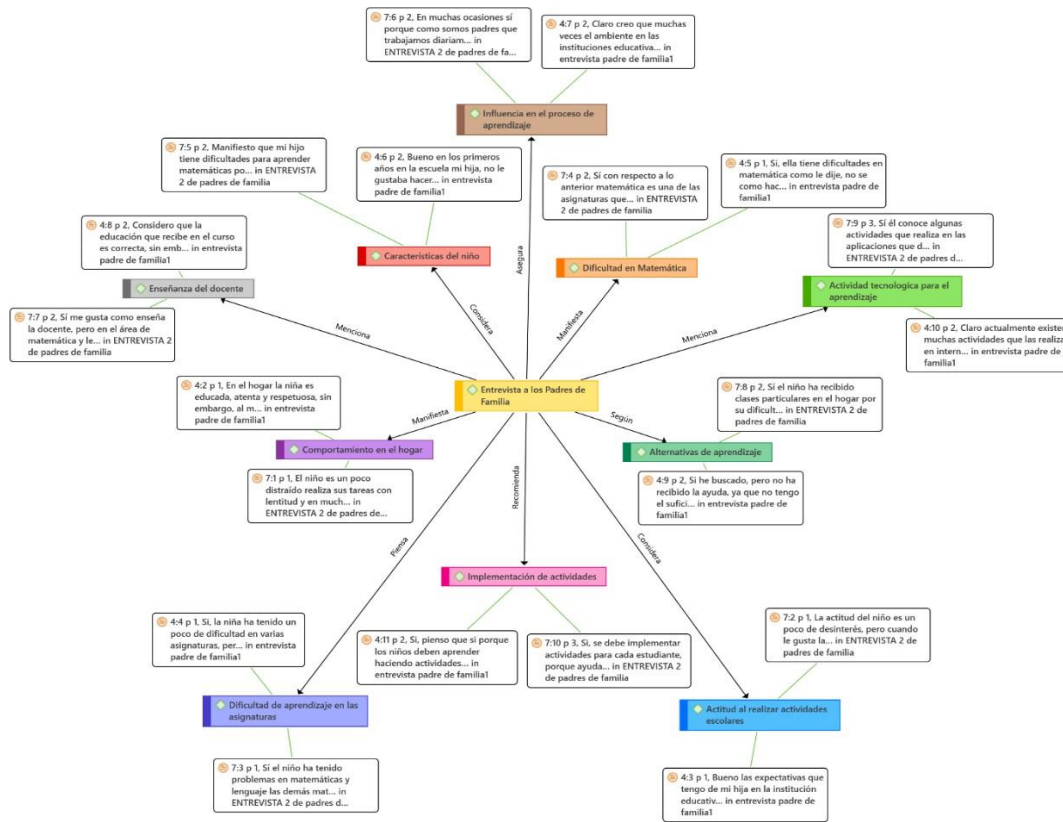 7:6 p 2, En muchas ocasiones sí
porque como somos padres que
trabajamos diariam... in
ENTREVISTA 2 de padres de fa...
4:7 p 2, Claro creo que muchas
veces el ambiente en las
instituciones educativa...
in entrevista padre de
familia1
Influencia en el proceso de
aprendizaje
7:5 p 2, Manifiesto que mi hijo
tiene dificultades para aprender
matemáticas po... in ENTREVISTA
2 de padres de familia
4:6 p 2, Bueno en los primeros
años en la escuela mi hija, no le
gustaba hacer... in entrevista
padre de familia1
7:4 p 2, Sí con respecto a lo
anterior matemática es una de las
asignaturas que... in ENTREVISTA
2 de padres de familia
4:5 p 1, Si, ella tiene dificultades en
matemática como le dije, no se
como hac... in entrevista padre de
familia1
4:8 p 2, Considero que la
educación que recibe en el curso
es correcta, sin emb... in entrevista
padre de familia1
Características del niño
Asegura
Dificultad en Matemática
7:9 p 3, Sí él conoce algunas
actividades que realiza en las
aplicaciones que d... in
ENTREVISTA 2 de padres d...
Enseñanza del docente
Actividad tecnologica para el
aprendizaje
7:7 p 2, Sí me gusta como enseña
la docente, pero en el área de
matemática y le... in ENTREVISTA 2
de padres de familia
Menciona
Considera
Manifiesta
Menciona
4:10 p 2, Claro actualmente existen
muchas actividades que las realiza
en intern... in entrevista padre de
familia1
4:2 p 1, En el hogar la niña es
educada, atenta y respetuosa, sin
embargo, al m... in entrevista
padre de familia1
Entrevista a los Padres de
Familia
7:8 p 2, Sí el niño ha recibido
clases particulares en el hogar
por su dificult... in ENTREVISTA 2
de padres de familia
Manifiesta
Según
Comportamiento en el hogar
Alternativas de aprendizaje
7:1 p 1, El niño es un poco
distraído realiza sus tareas con
lentitud y en much... in
ENTREVISTA 2 de padres de...
4:9 p 2, Si he buscado, pero no ha
recibido la ayuda, ya que no tengo
el sufici... in entrevista padre de
familia1
Recomienda
Piensa
Considera
Implementación de actividades
4:4 p 1, Si, la niña ha tenido un
poco de dificultad en varias
asignaturas, per... in entrevista
padre de familia1
4:11 p 2, Si, pienso que si porque
los niños deben aprender
haciendo actividades... in
entrevista padre de familia1
7:10 p 3, Si, se debe implementar
actividades para cada estudiante,
porque ayuda... in ENTREVISTA 2
de padres de familia
7:2 p 1, La actitud del niño es un
poco de desinterés, pero cuando
le gusta la... in ENTREVISTA 2
de padres de familia
Dificultad de aprendizaje en las
asignaturas
Actitud al realizar actividades
escolares
7:3 p 1, Sí el niño ha tenido
problemas en matemáticas y
lenguaje las demás mat... in
ENTREVISTA 2 de padres d...
4:3 p 1, Bueno las expectativas que
tengo de mi hija en la institución
educativ... in entrevista padre de
familia1